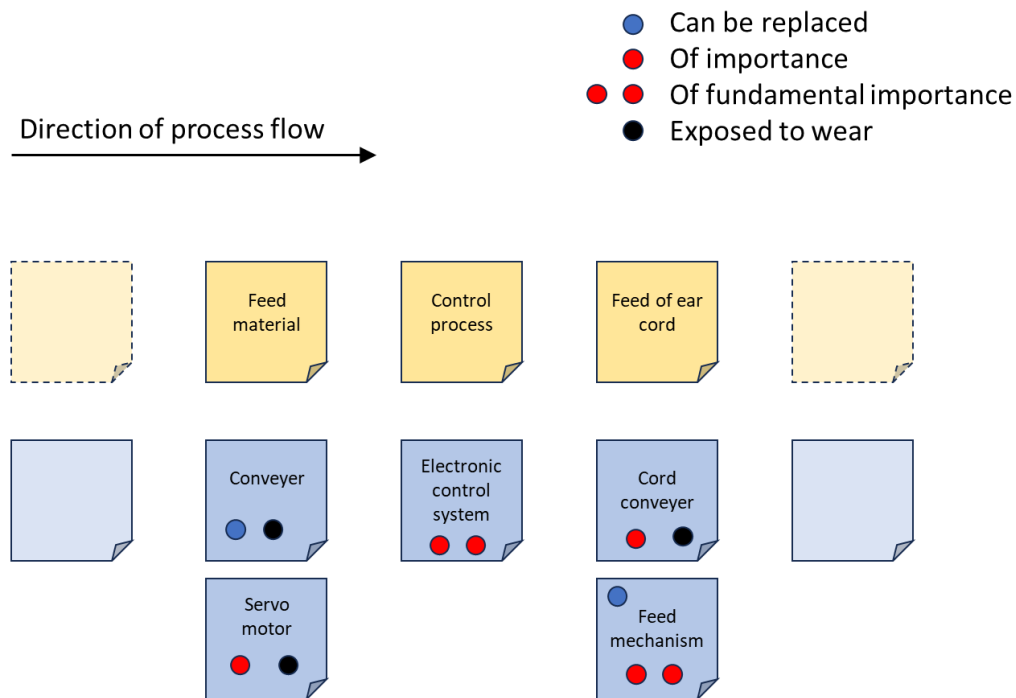 Can be replaced
Of importance
Of fundamental importance
Exposed to wear
Direction of process flow
Feed
material
Control
process
Feed of ear
cord
Conveyer
Electronic
control
system
Cord
conveyer
Servo
motor
Feed
mechanism